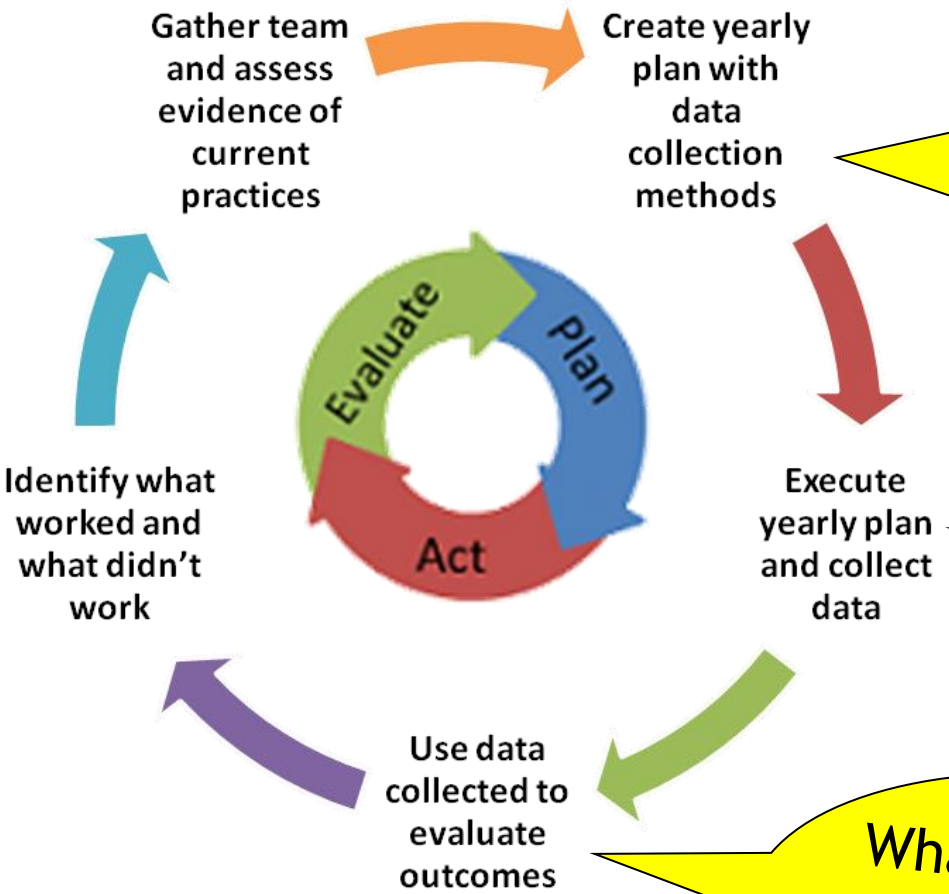 Gather team
and assess
evidence of
current
practices
Create yearly
plan with
data
collection
methods
Evaluate
Plan
Act
Identify what
worked and
what didn't
work
Execute
yearly plan
and collect
data
Use data
collected to
evaluate
outcomes